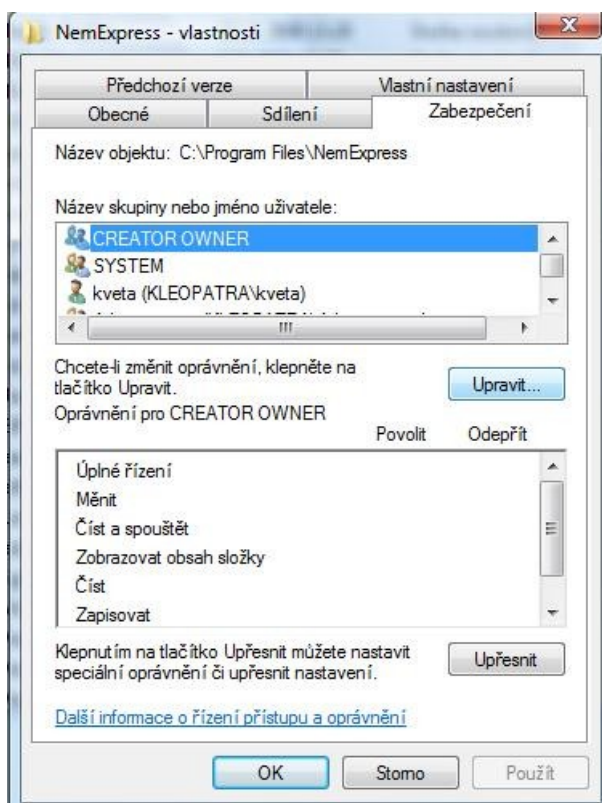 NemExpress - vlastnosti
Předchozí verze
Vlastní nastavení
Obecné
Sdílení
Zabezpečení
Název objektu: C:\Program Files\NemExpress
Název skupiny nebo jméno uživatele:
CREATOR OWNER
SYSTEM
kveta (KLEOPATRA\kveta)
Chcete-li změnit oprávnění, klepněte na
tlačítko Upravit.
Upravit...
Oprávnění pro CREATOR OWNER
Povolit
Odepřít
Úplné řízení
Měnit
Číst a spouštět
Zobrazovat obsah složky
Číst
Zapisovat
Klepnutím na tlačítko Upřesnit můžete nastavit
speciální oprávnění či upřesnit nastavení.
Upřesnit
Další informace o řízení přístupu a oprávnění
OK
Storno
Použít